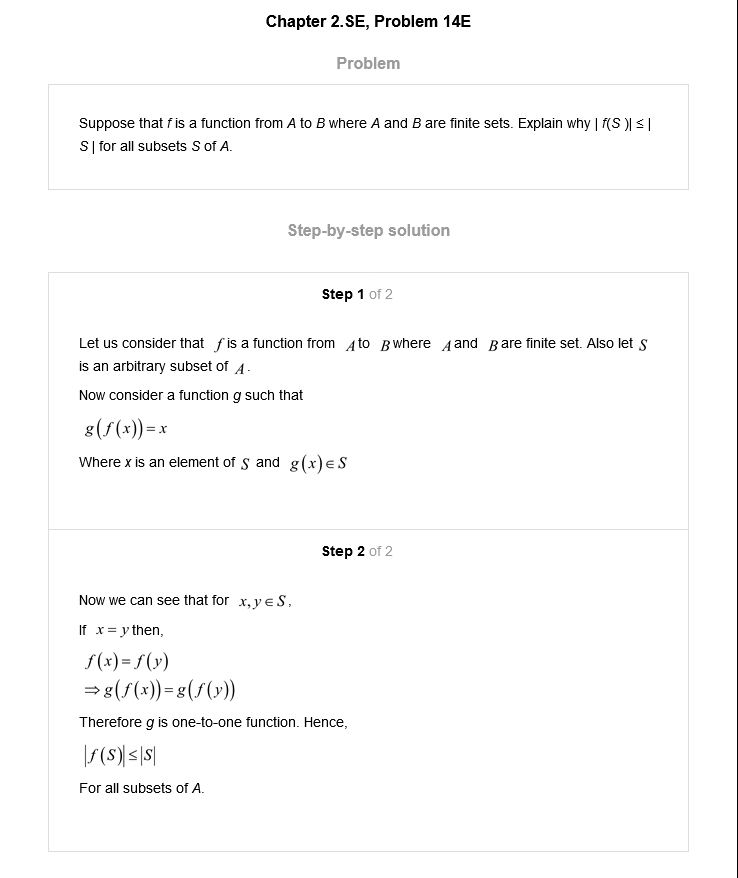 Chapter 2.SE, Problem 14E
Problem
Suppose that f is a function from A to B where A and B are finite sets. Explain why | f(S )| ≤ |
S | for all subsets S of A.
Step-by-step solution
Step 1 of 2
Let us consider that f is a function from A to B where A and B are finite set. Also let S
is an arbitrary subset of A.
Now consider a function g such that
g(f(x))=x
Where x is an element of S and g(x)∈S
Step 2 of 2
Now we can see that for x,y∈S,
If x=y then,
f(x)=f(y)
⇒g(f(x))=g(f(y))
Therefore g is one-to-one function. Hence,
|f(S)|≤|S|
For all subsets of A.